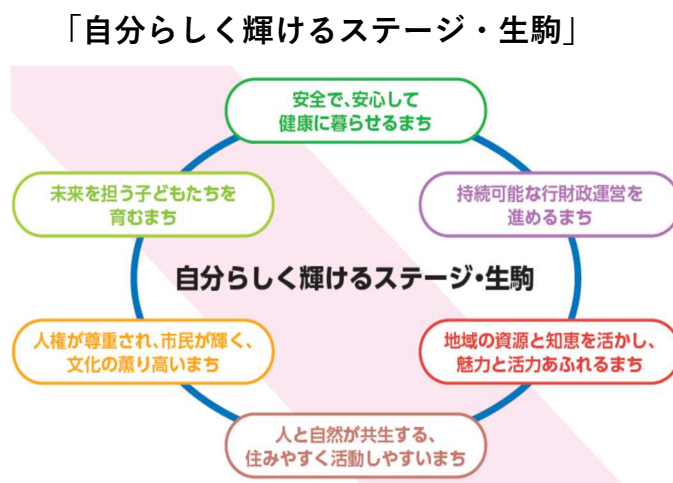 「自分らしく輝けるステージ・生駒」
安全で、安心して
健康に暮らせるまち
未来を担う子どもたちを
育むまち
持続可能な行財政運営を
進めるまち
自分らしく輝けるステージ・生駒
人権が尊重され、市民が輝く、
文化の薫り高いまち
地域の資源と知恵を活かし、
魅力と活力あふれるまち
人と自然が共生する、
住みやすく活動しやすいまち